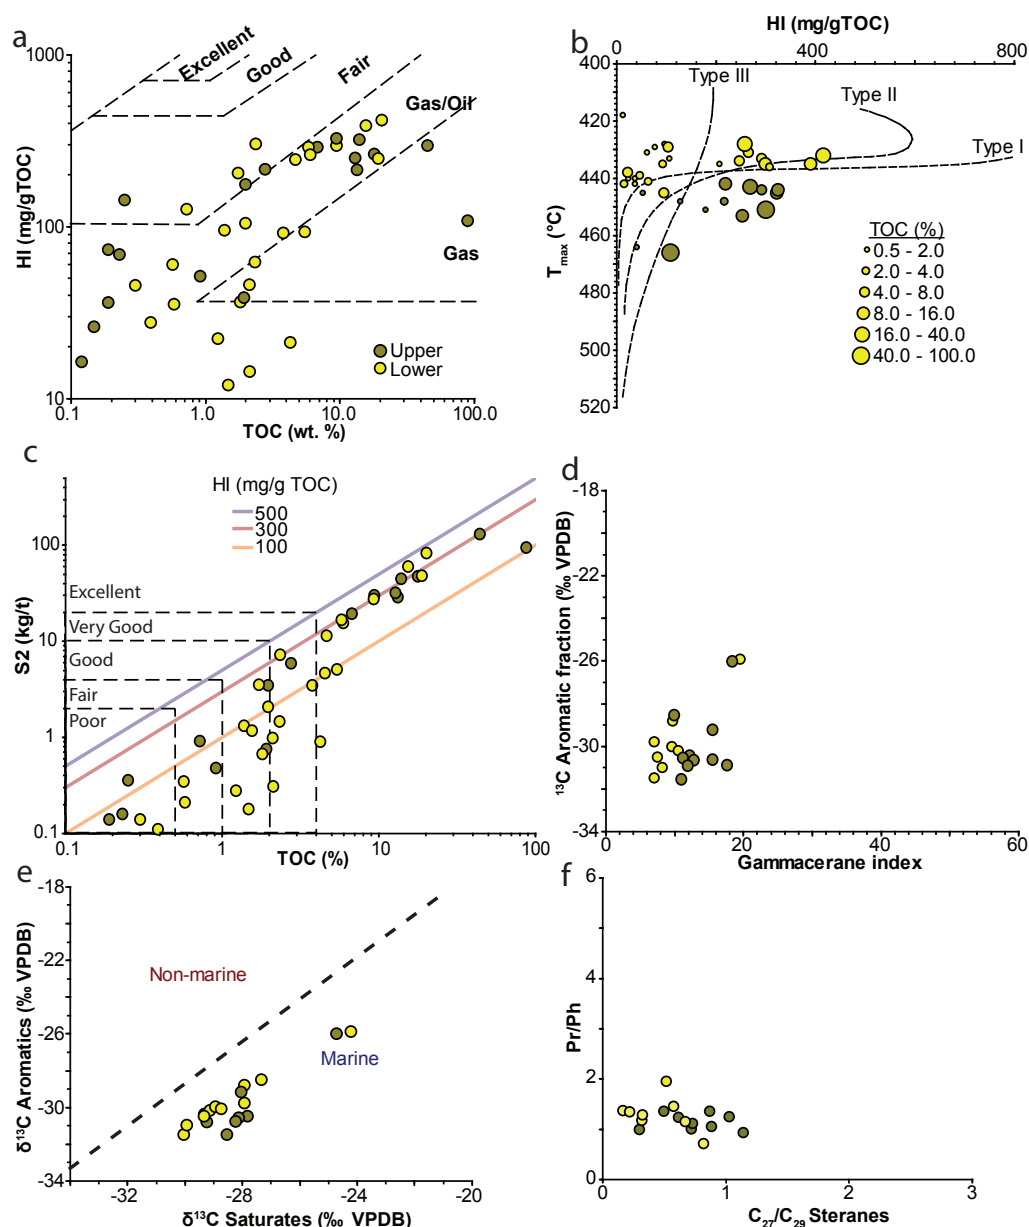 a
1000
100
10
HI (mg/gTOC)
Excellent
Good
Fair
Gas/Oil
Gas
Upper
Lower
0.1
1.0
10.0
100.0
TOC (wt. %)
b
HI (mg/gTOC)
0
400
800
400
420
440
460
480
500
520
Tmax (°C)
Type III
Type II
Type I
TOC (%)
0.5 - 2.0
2.0 - 4.0
4.0 - 8.0
8.0 - 16.0
16.0 - 40.0
40.0 - 100.0
c
HI (mg/g TOC)
500
300
100
100
10
1
0.1
S2 (kg/t)
Excellent
Very Good
Good
Fair
Poor
0.1
1
10
100
TOC (%)
d
-18
-22
-26
-30
-34
¹³C Aromatic fraction (‰ VPDB)
0
20
40
60
Gammacerane index
e
-18
-22
-26
-30
-34
δ¹³C Aromatics (‰ VPDB)
Non-marine
Marine
-32
-28
-24
-20
δ¹³C Saturates (‰ VPDB)
f
6
4
2
0
Pr/Ph
0
1
2
3
C₂₇/C₂₉ Steranes